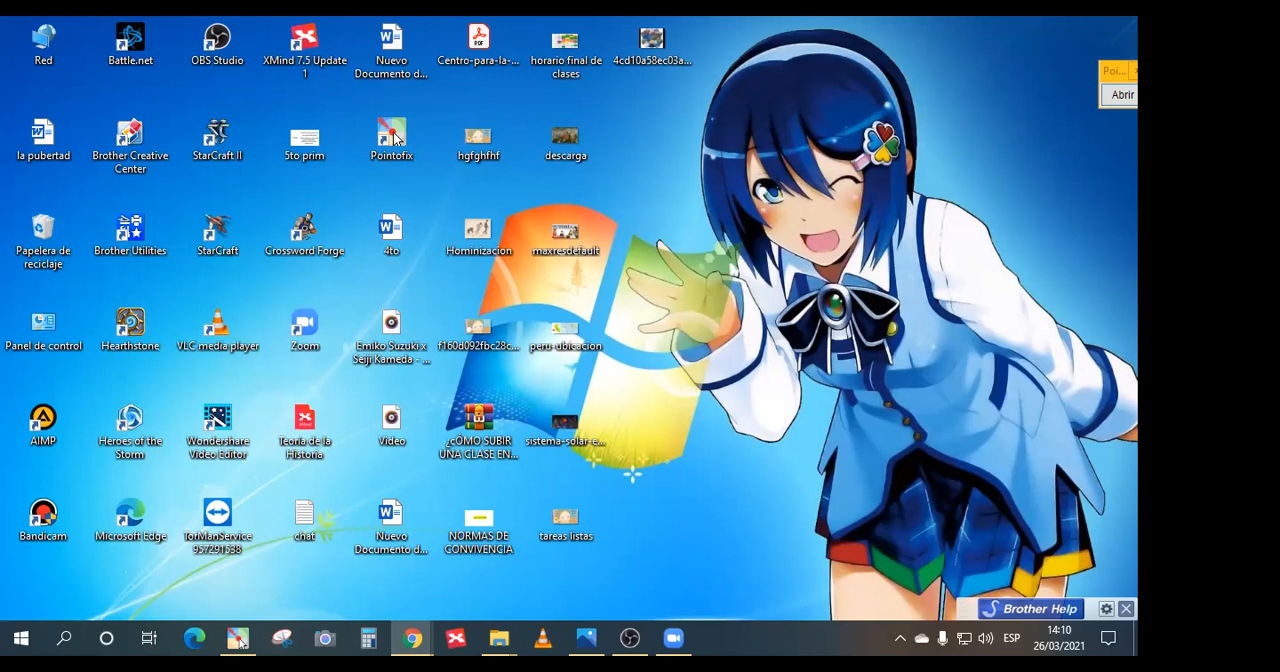 Red
Battle.net
OBS Studio
XMind 7.5 Update
1
Nuevo
Documento d...
Centro-para-la-...
horario final de
clases
4cd10a58ec03a...
Poi...
Abrir
la pubertad
Brother Creative
Center
StarCraft II
5to prim
Pointofix
hgfghfhf
descarga
Papelera de
reciclaje
Brother Utilities
StarCraft
Crossword Forge
4to
Hominizacion
maxresdefault
Panel de control
Hearthstone
VLC media player
Zoom
Emiko Suzuki x
Seiji Kameda - ...
f160d092fbc28c...
peru-ubicacion
AIMP
Heroes of the
Storm
Wondershare
Video Editor
Teoria de la
Historia
Video
¿cÓMO SUBIR
UNA CLASE EN...
sistema-solar-e...
Bandicam
Microsoft Edge
TorManService
957291538
chat
Nuevo
Documento d...
NORMAS DE
CONVIVENCIA
tareas listas
Brother Help
ESP
14:10
26/03/2021